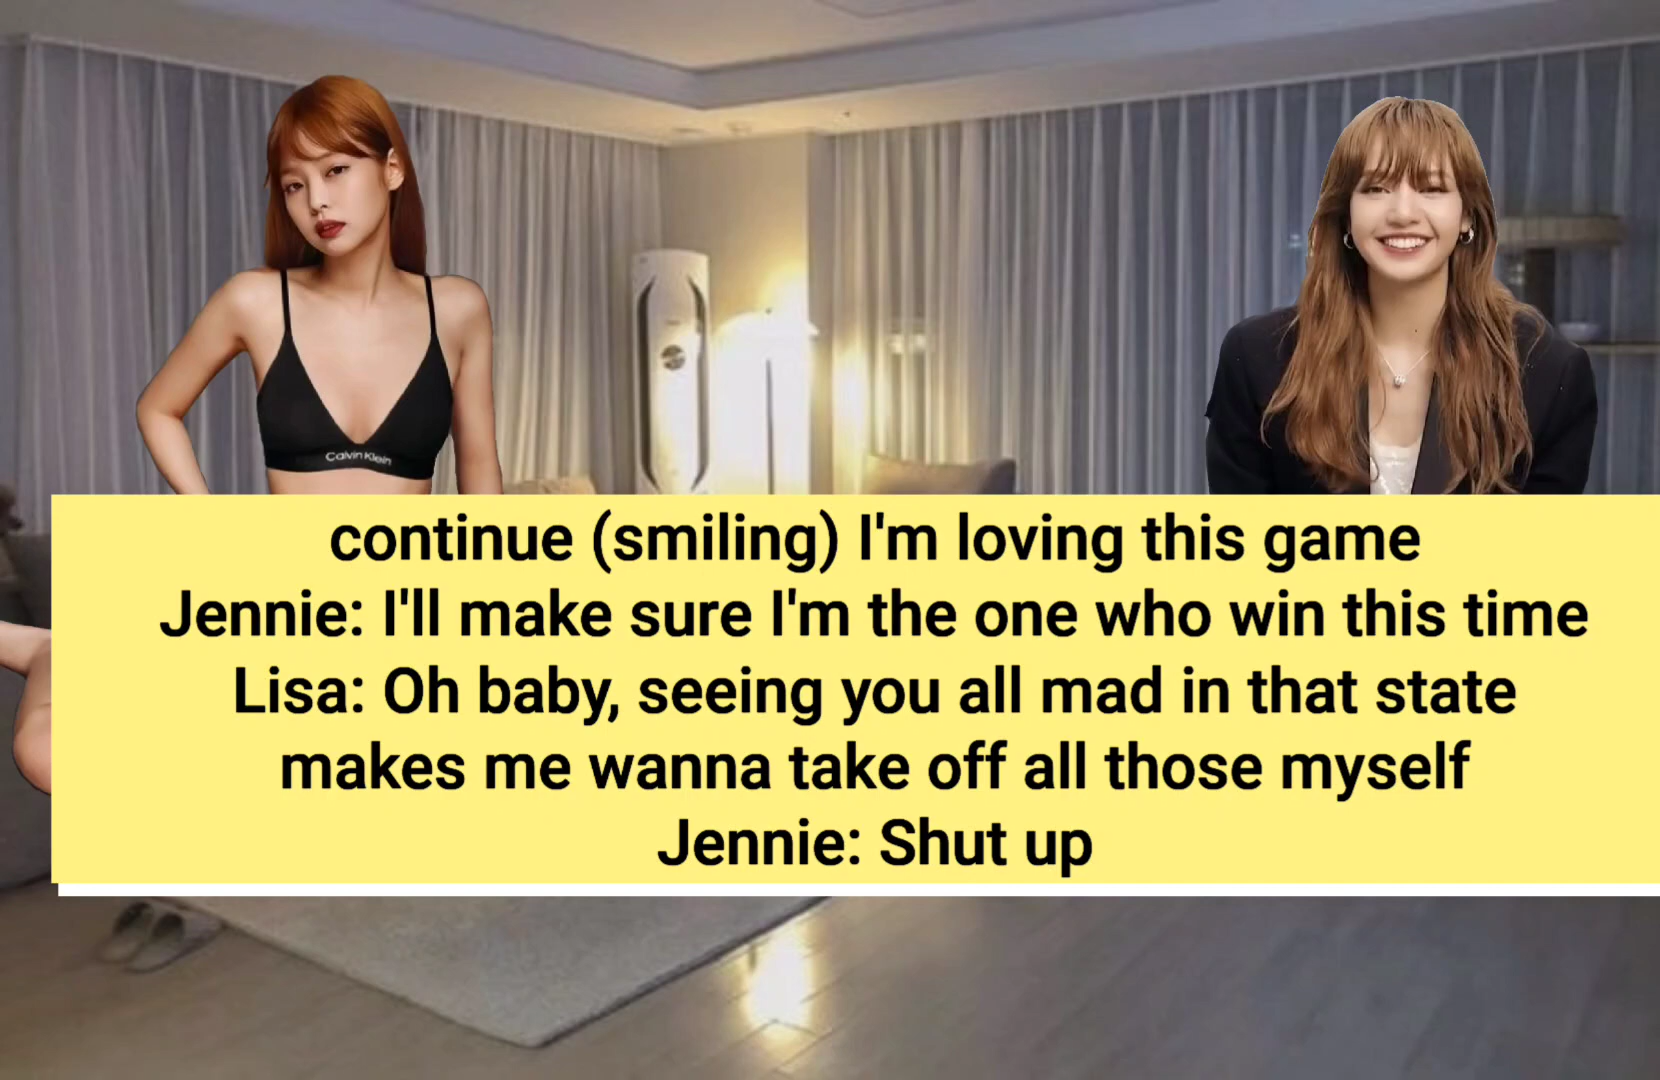 Calvin Klein
continue (smiling) I'm loving this game
Jennie: I'll make sure I'm the one who win this time
Lisa: Oh baby, seeing you all mad in that state
makes me wanna take off all those myself
Jennie: Shut up